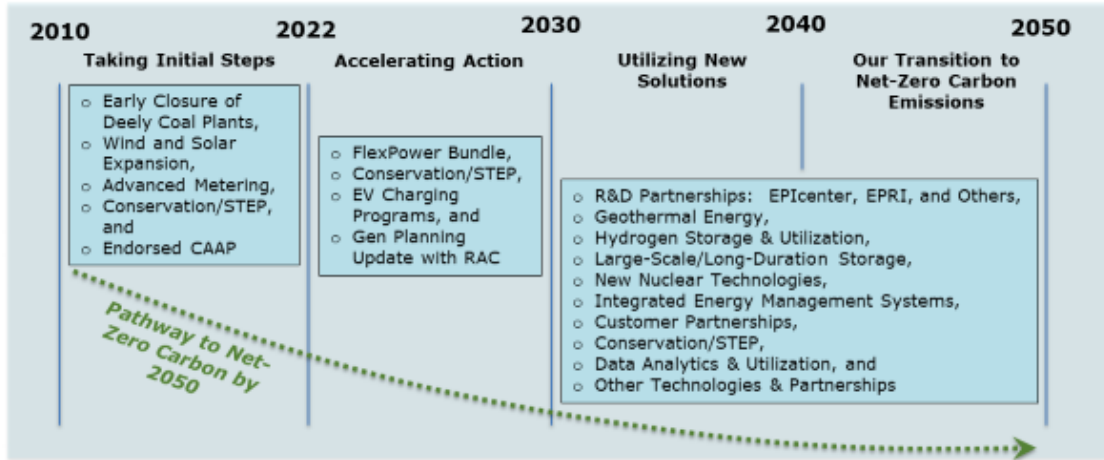 2010
2022
2030
2040
2050
Taking Initial Steps
Accelerating Action
Utilizing New
Solutions
Our Transition to
Net-Zero Carbon
Emissions
o Early Closure of
Deely Coal Plants,
o Wind and Solar
Expansion,
o Advanced Metering,
o Conservation/STEP,
and
o Endorsed CAAP
o FlexPower Bundle,
o Conservation/STEP,
o EV Charging
Programs, and
o Gen Planning
Update with RAC
o R&D Partnerships: EPIcenter, EPRI, and Others,
o Geothermal Energy,
o Hydrogen Storage & Utilization,
o Large-Scale/Long-Duration Storage,
o New Nuclear Technologies,
o Integrated Energy Management Systems,
o Customer Partnerships,
o Conservation/STEP,
o Data Analytics & Utilization, and
o Other Technologies & Partnerships
Pathway to Net-
Zero Carbon by
2050